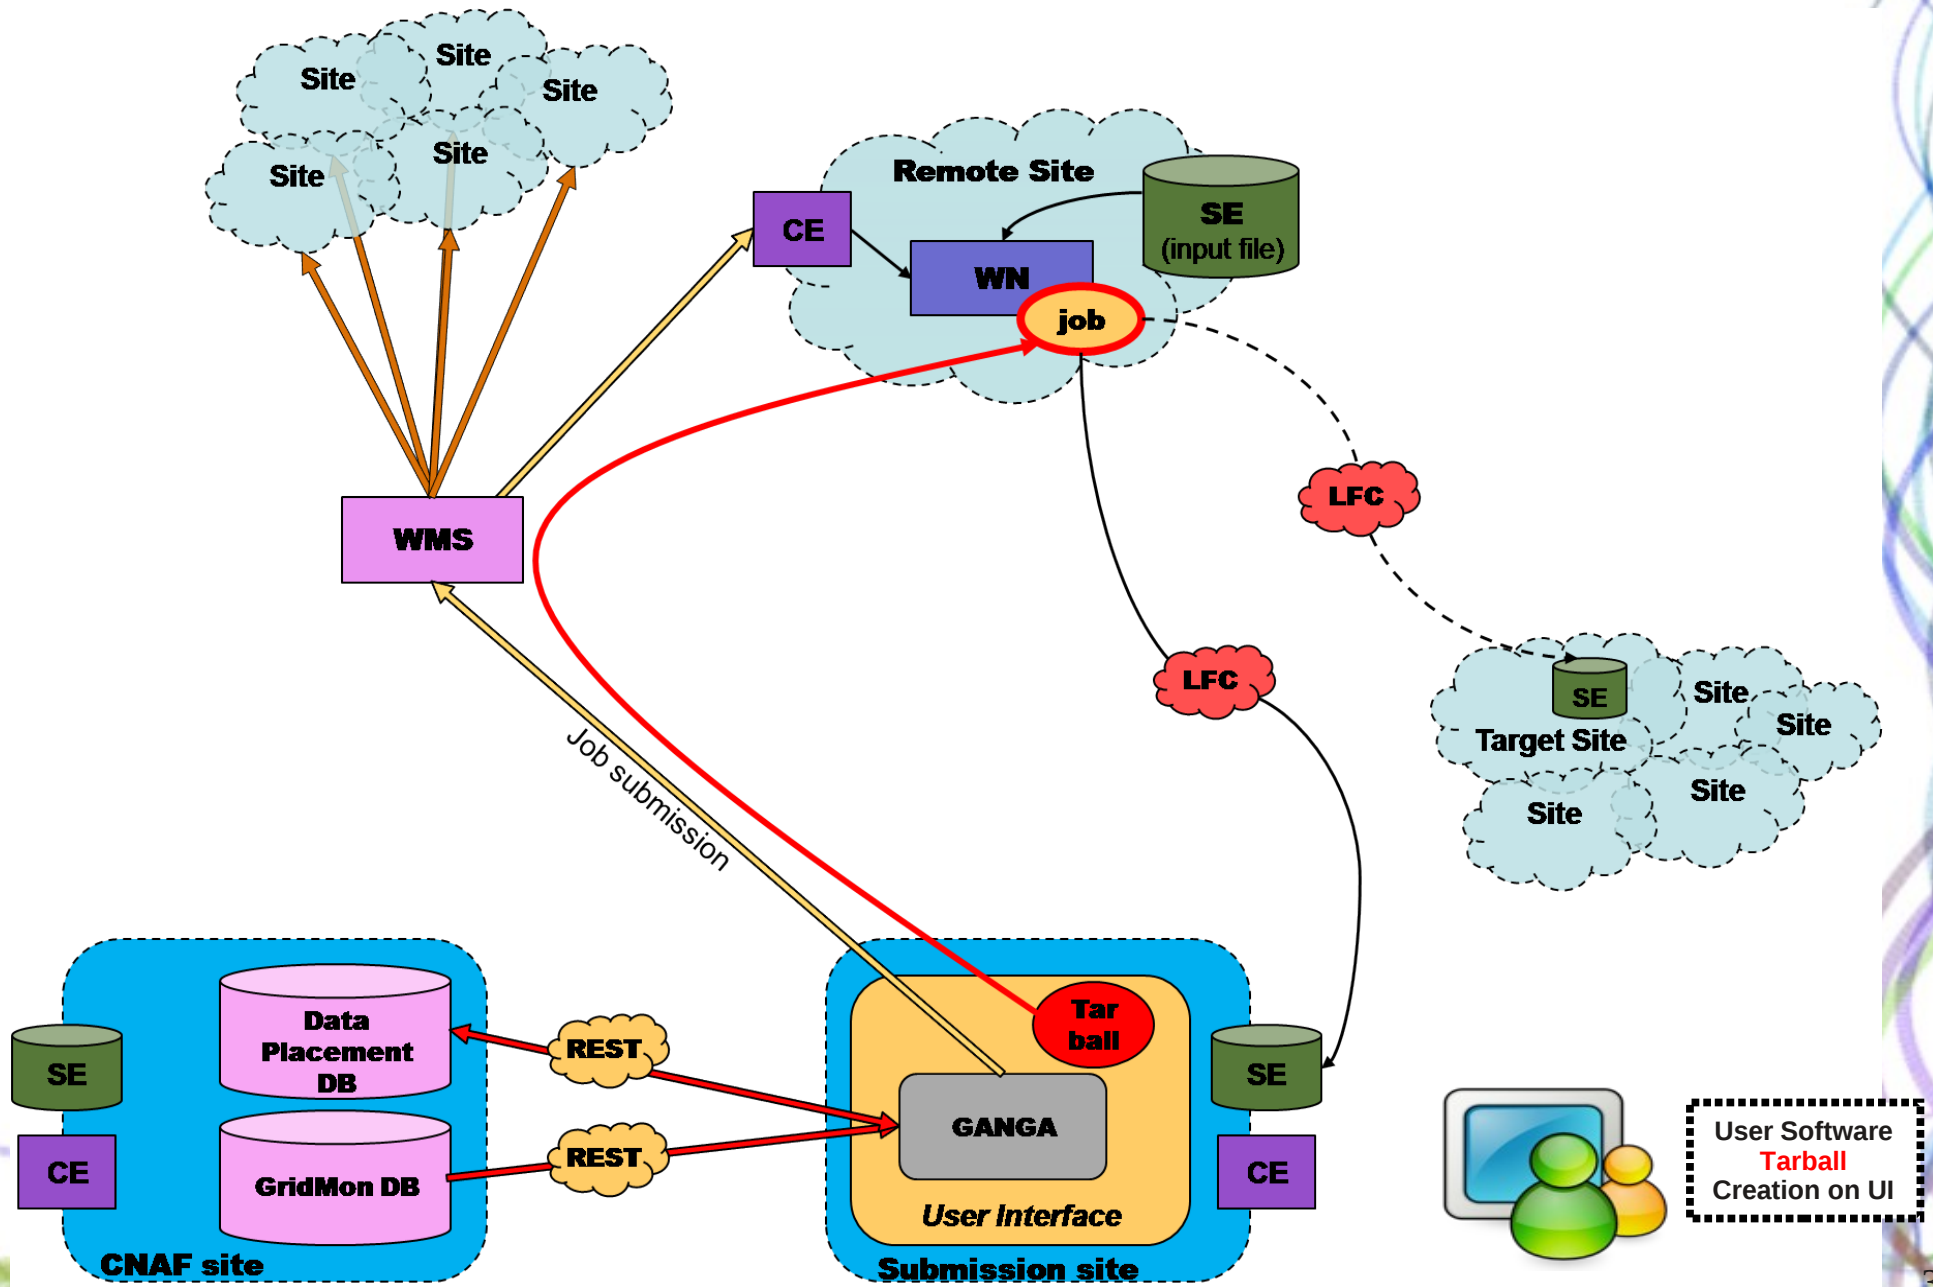 Site
Site
Site
Site
Site
Remote Site
CE
SE
(input file)
WN
job
LFC
WMS
LFC
SE
Site
Site
Target Site
Site
Site
Job submission
Data
Placement
DB
SE
CE
GridMon DB
CNAF site
REST
REST
Tar
ball
GANGA
User Interface
Submission site
SE
CE
User Software
Tarball
Creation on UI